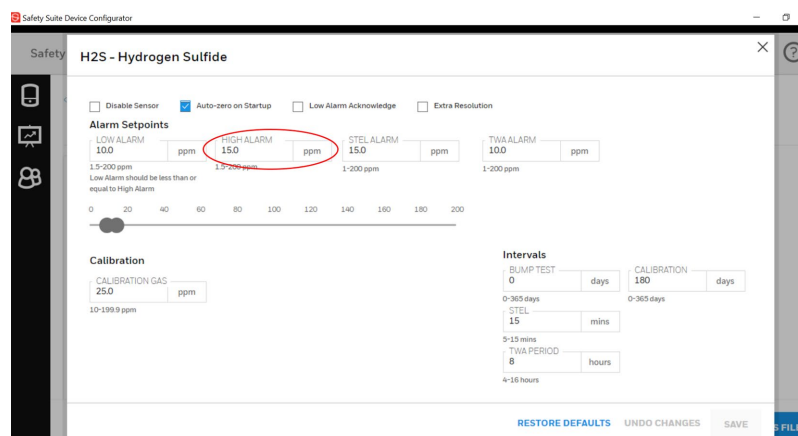 Safety Suite Device Configurator
Safety
H2S - Hydrogen Sulfide
Disable Sensor Auto-zero on Startup Low Alarm Acknowledge Extra Resolution
Alarm Setpoints
LOW ALARM HIGH ALARM STEL ALARM TWA ALARM
10.0 ppm 15.0 ppm 15.0 ppm 10.0 ppm
1.5-200 ppm 1.5-200 ppm 1-200 ppm 1-200 ppm
Low Alarm should be less than or
equal to High Alarm
0 20 40 60 80 100 120 140 160 180 200
Calibration
CALIBRATION GAS
25.0 ppm
10-199.9 ppm
Intervals
BUMP TEST CALIBRATION
0 days 180 days
0-365 days 0-365 days
STEL
15 mins
5-15 mins
TWA PERIOD
8 hours
4-16 hours
RESTORE DEFAULTS UNDO CHANGES SAVE
S FIL